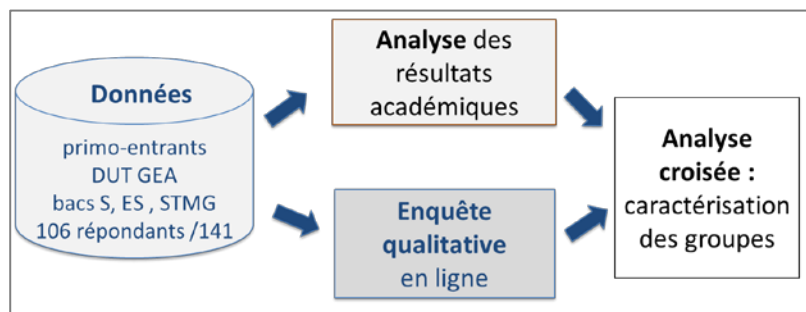 Données
primo-entrants
DUT GEA
bacs S, ES , STMG
106 répondants /141
Analyse des
résultats
académiques
Enquête
qualitative
en ligne
Analyse
croisée :
caractérisation
des groupes